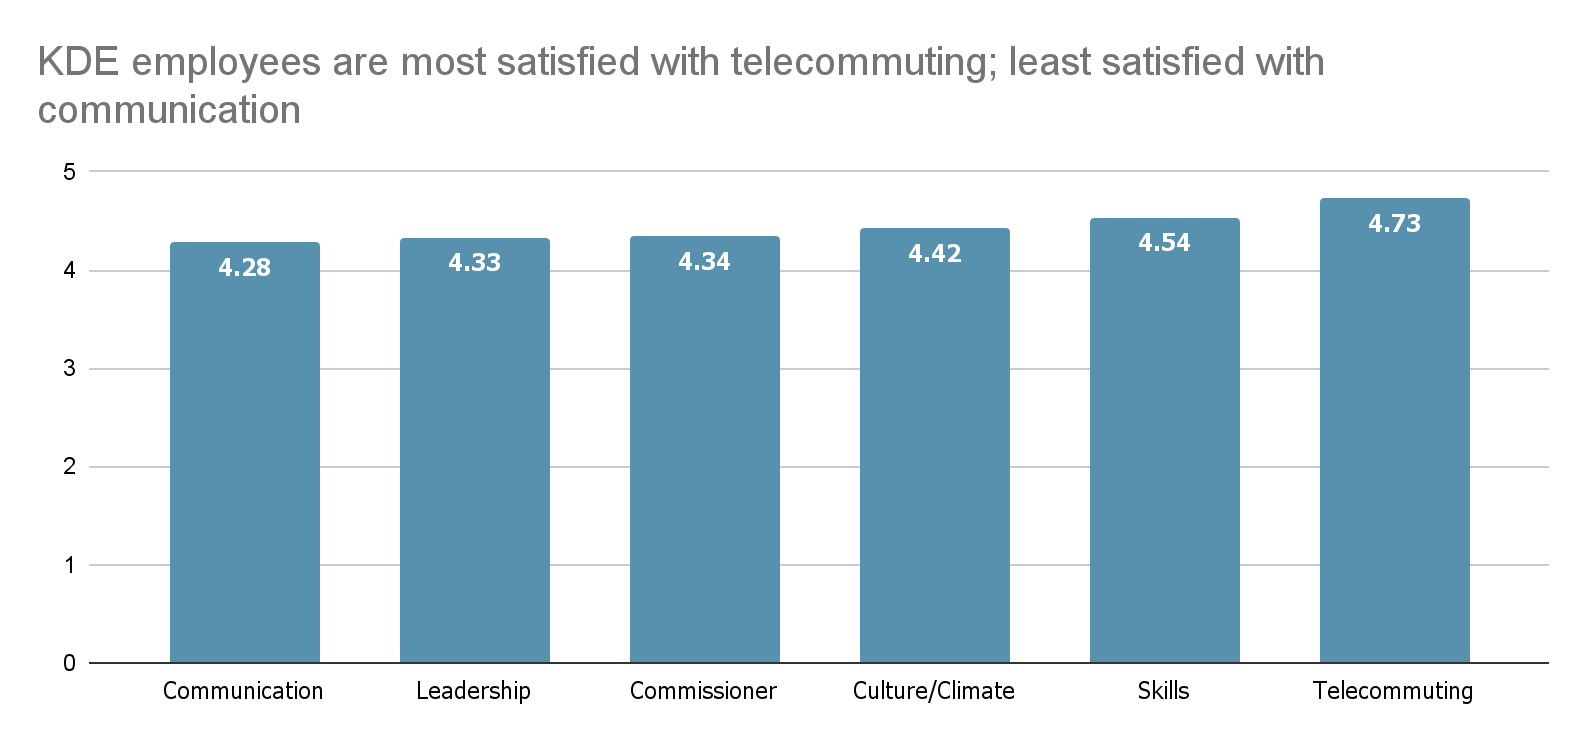 KDE employees are most satisfied with telecommuting; least satisfied with
communication
5
4
3
2
1
0
4.28
4.33
4.34
4.42
4.54
4.73
Communication
Leadership
Commissioner
Culture/Climate
Skills
Telecommuting